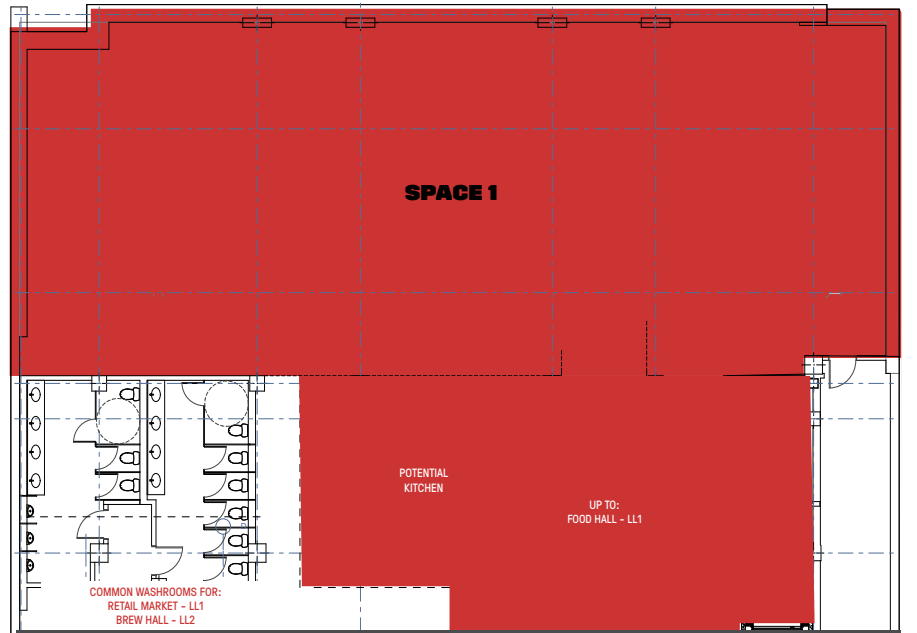 SPACE 1
POTENTIAL
KITCHEN
UP TO:
FOOD HALL - LL1
COMMON WASHROOMS FOR:
RETAIL MARKET - LL1
BREW HALL - LL2